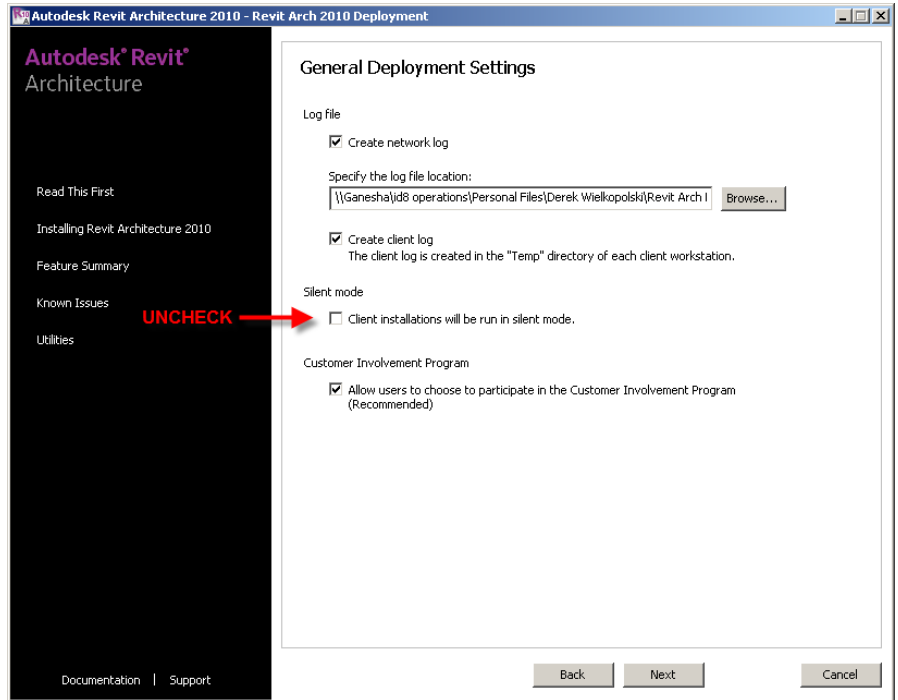 Autodesk Revit Architecture 2010 - Revit Arch 2010 Deployment
Autodesk® Revit®
Architecture
Read This First
Installing Revit Architecture 2010
Feature Summary
Known Issues
Utilities
Documentation | Support
General Deployment Settings
Log file
Create network log
Specify the log file location:
\\Ganesha\id8 operations\Personal Files\Derek Wielkopolski\Revit Arch I
Browse...
Create client log
The client log is created in the "Temp" directory of each client workstation.
Silent mode
UNCHECK
Client installations will be run in silent mode.
Customer Involvement Program
Allow users to choose to participate in the Customer Involvement Program
(Recommended)
Back
Next
Cancel